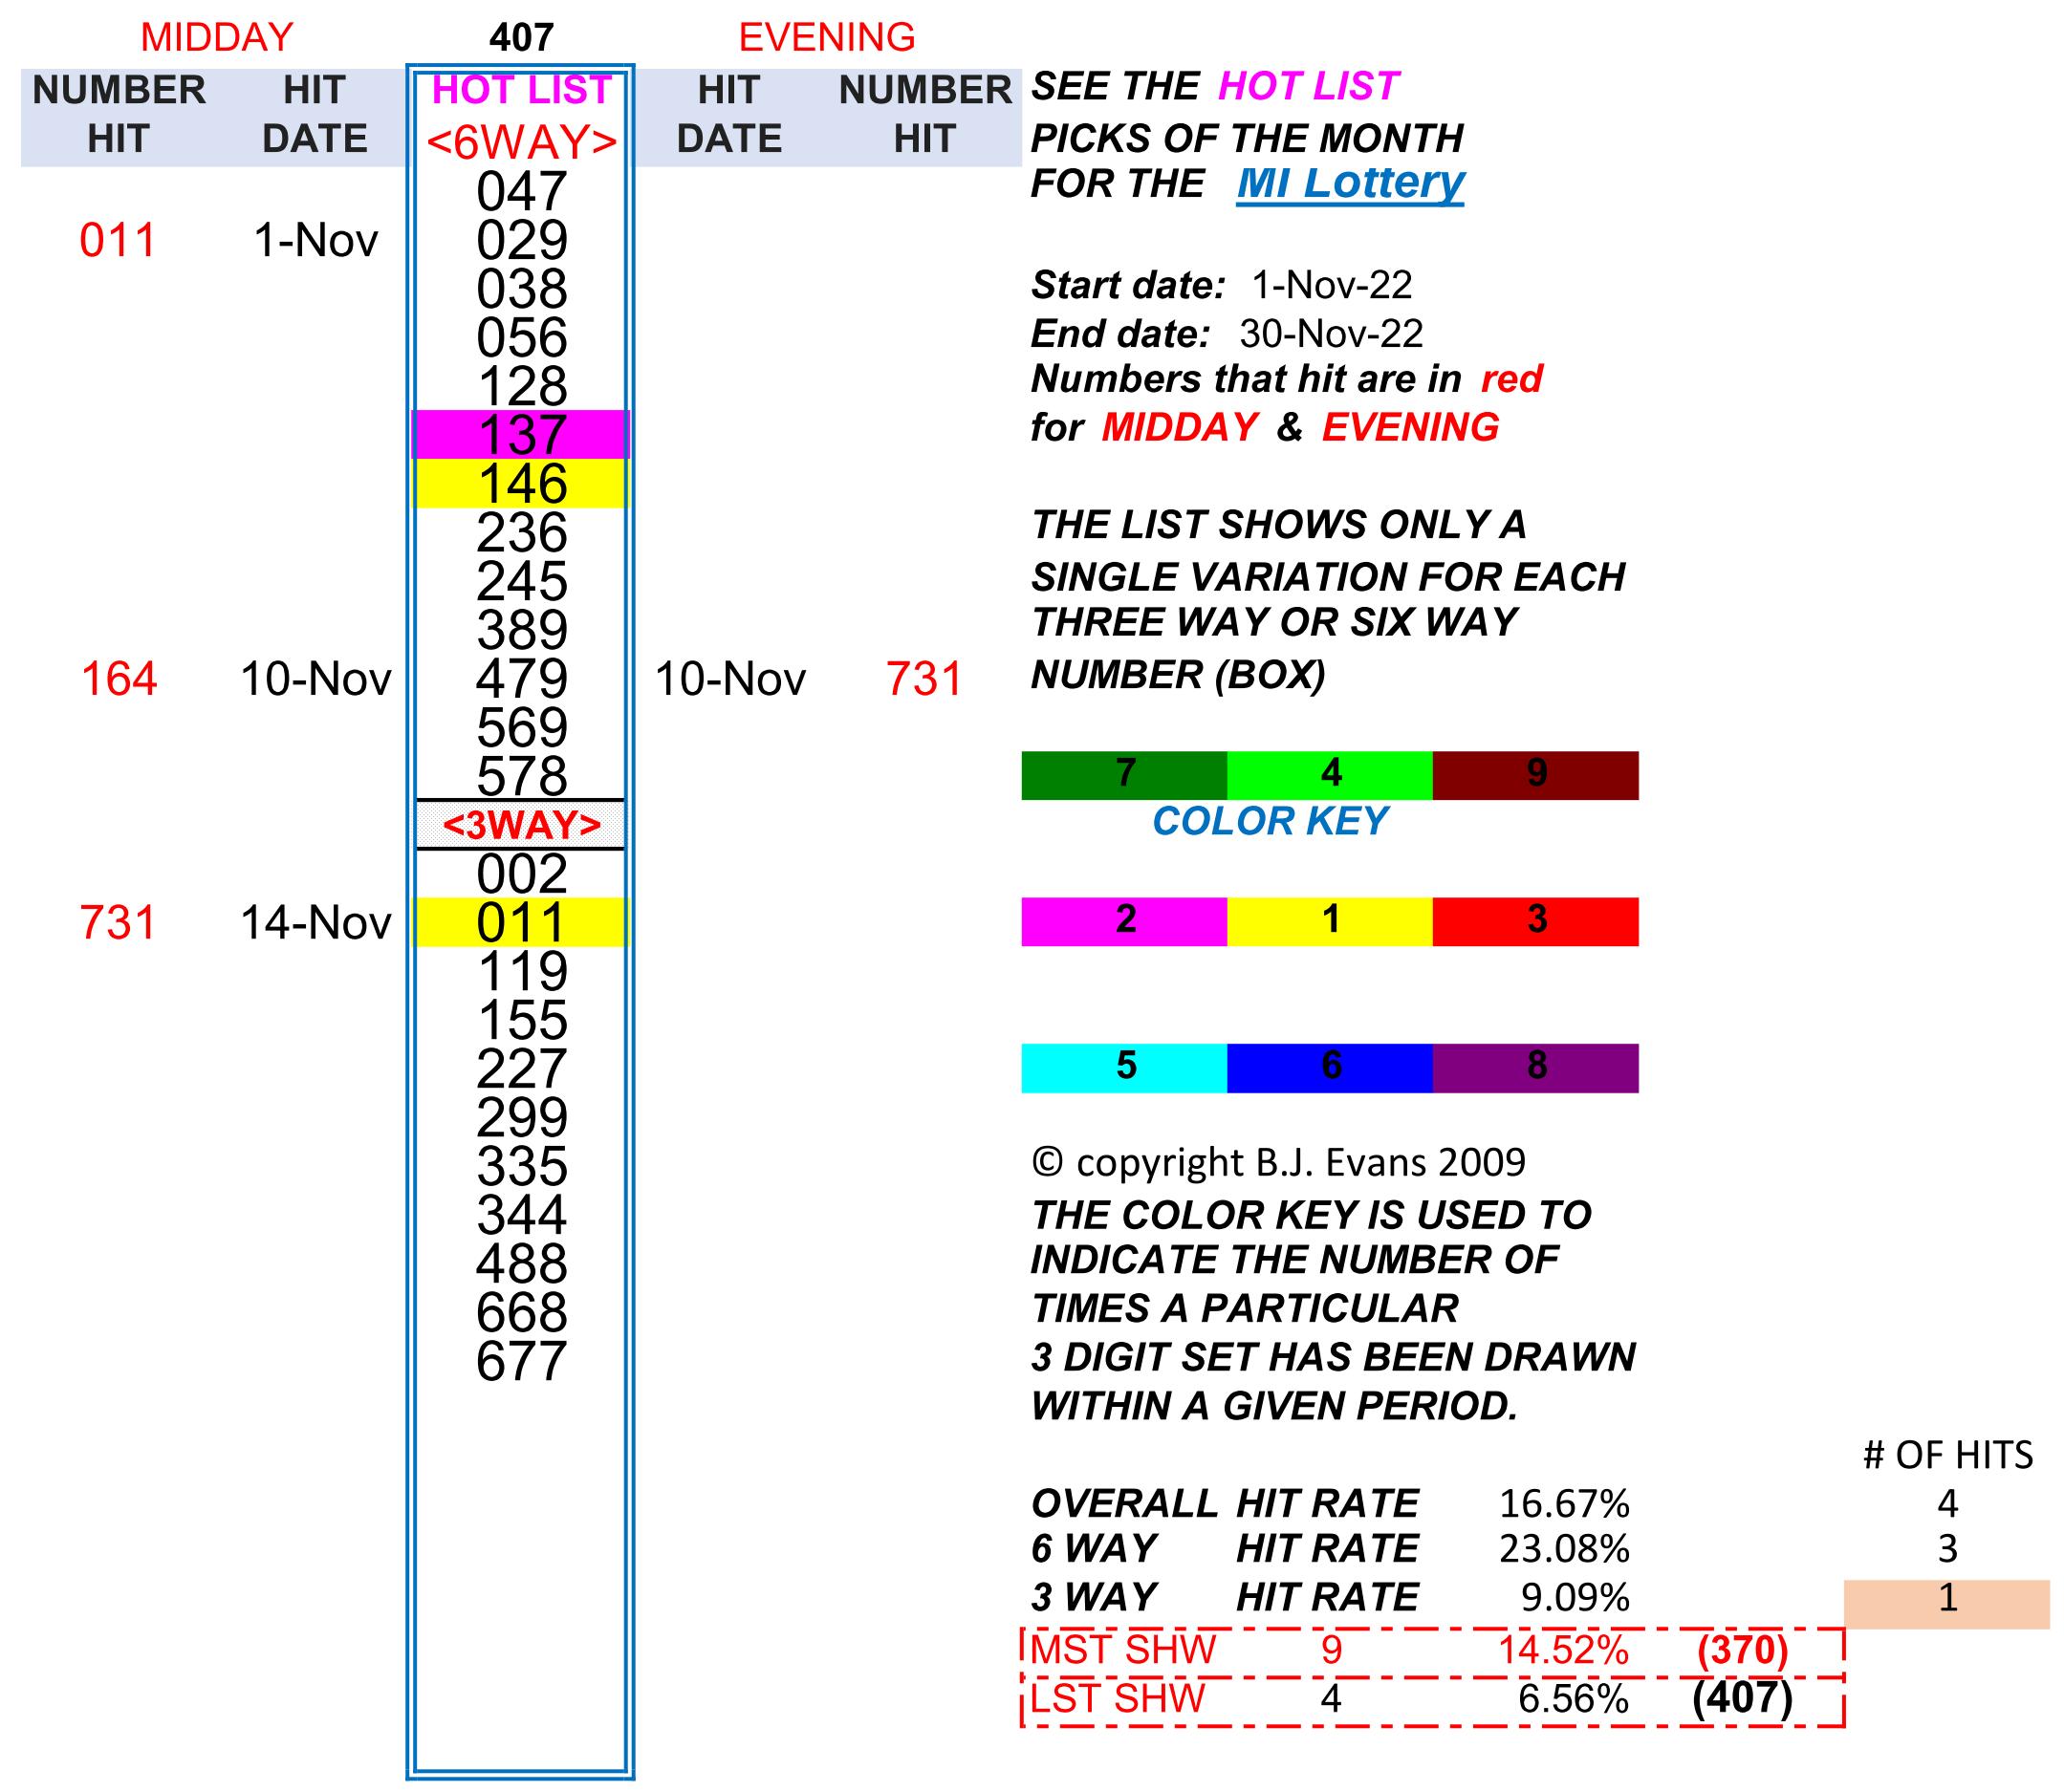 MIDDAY 407 EVENING
NUMBER HIT HOT LIST HIT NUMBER
HIT DATE <6WAY> DATE HIT
047
011 1-Nov 029
038
056
128
137
146
236
245
389
164 10-Nov 479 10-Nov 731
569
578
<3WAY>
002
731 14-Nov 011
119
155
227
299
335
344
488
668
677
SEE THE HOT LIST
PICKS OF THE MONTH
FOR THE MI Lottery
Start date: 1-Nov-22
End date: 30-Nov-22
Numbers that hit are in red
for MIDDAY & EVENING
THE LIST SHOWS ONLY A
SINGLE VARIATION FOR EACH
THREE WAY OR SIX WAY
NUMBER (BOX)
7 4 9
COLOR KEY
2 1 3
5 6 8
© copyright B.J. Evans 2009
THE COLOR KEY IS USED TO
INDICATE THE NUMBER OF
TIMES A PARTICULAR
3 DIGIT SET HAS BEEN DRAWN
WITHIN A GIVEN PERIOD.
# OF HITS
OVERALL HIT RATE 16.67% 4
6 WAY HIT RATE 23.08% 3
3 WAY HIT RATE 9.09% 1
MST SHW 9 14.52% (370)
LST SHW 4 6.56% (407)